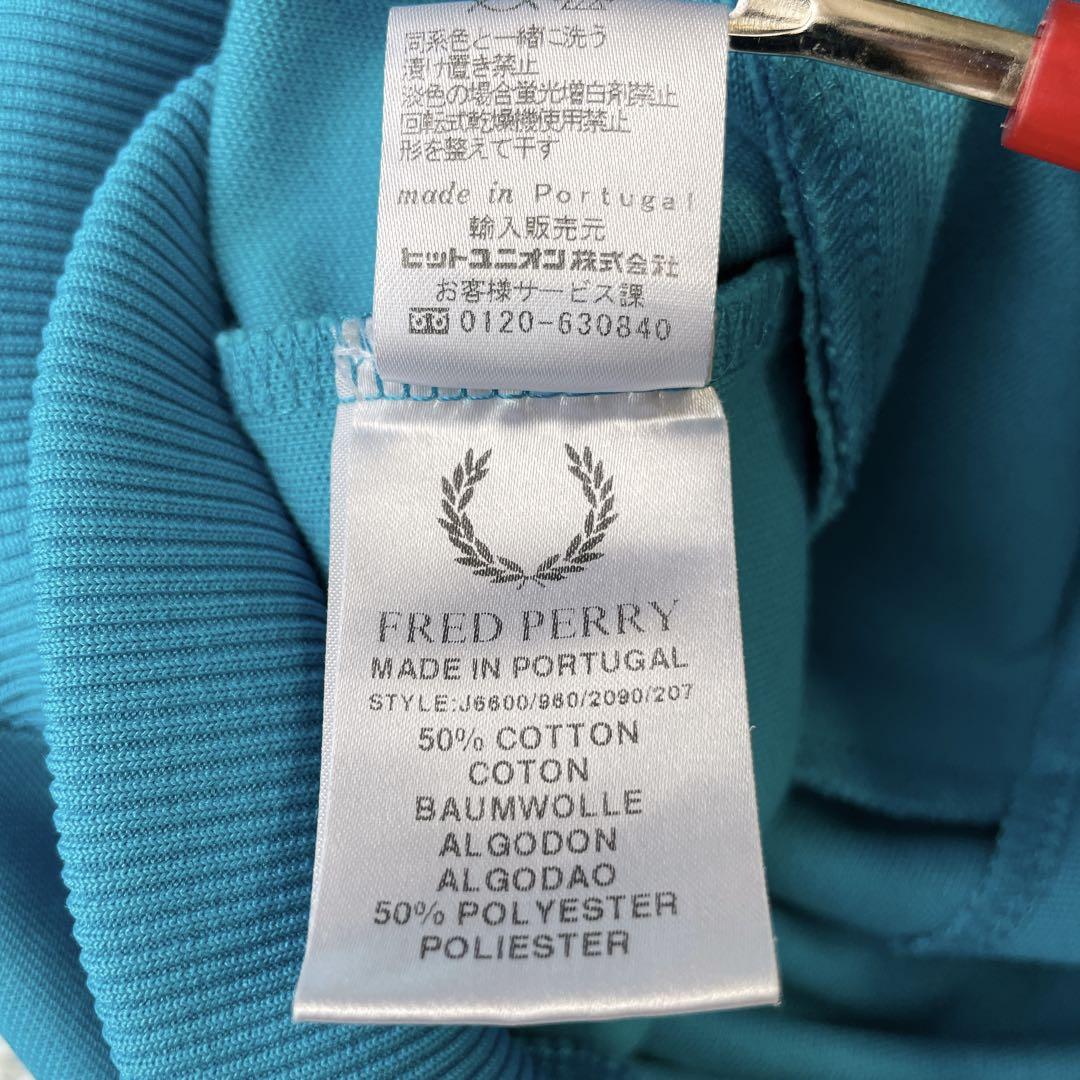 同系色と一緒に洗う
漬け置き禁止
淡色の場合蛍光増白剤禁止
回転式乾燥機使用禁止
形を整えて干す
made in Portugal
輸入販売元
ヒットユニオン株式会社
お客様サービス課
0120-630840
FRED PERRY
MADE IN PORTUGAL
STYLE:J6600/960/2090/207
50% COTTON
COTON
BAUMWOLLE
ALGODON
ALGODAO
50% POLYESTER
POLIESTER